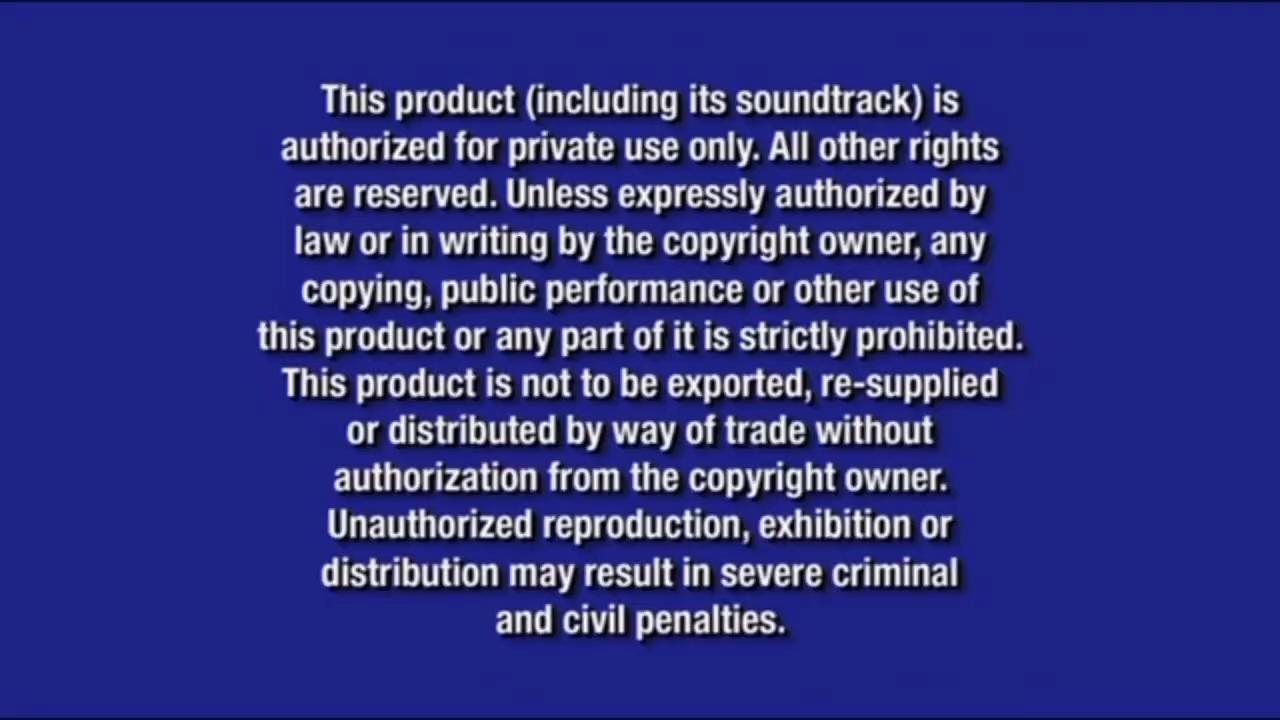 This product (including its soundtrack) is
authorized for private use only. All other rights
are reserved. Unless expressly authorized by
law or in writing by the copyright owner, any
copying, public performance or other use of
this product or any part of it is strictly prohibited.
This product is not to be exported, re-supplied
or distributed by way of trade without
authorization from the copyright owner.
Unauthorized reproduction, exhibition or
distribution may result in severe criminal
and civil penalties.